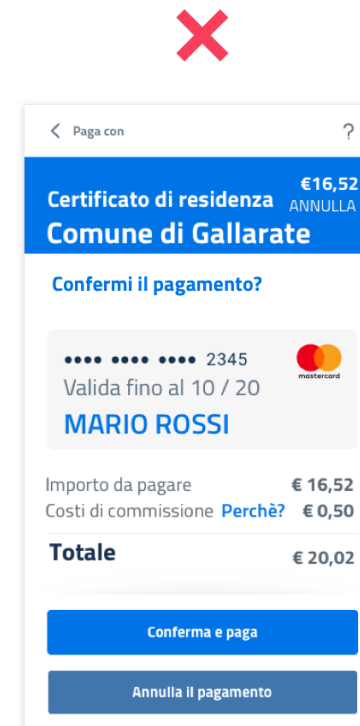 Paga con
?
€16,52
Certificato di residenza
ANNULLA
Comune di Gallarate
Confermi il pagamento?
•••• •••• •••• 2345
mastercard
Valida fino al 10 / 20
MARIO ROSSI
Importo da pagare € 16,52
Costi di commissione Perchè? € 0,50
Totale € 20,02
Conferma e paga
Annulla il pagamento